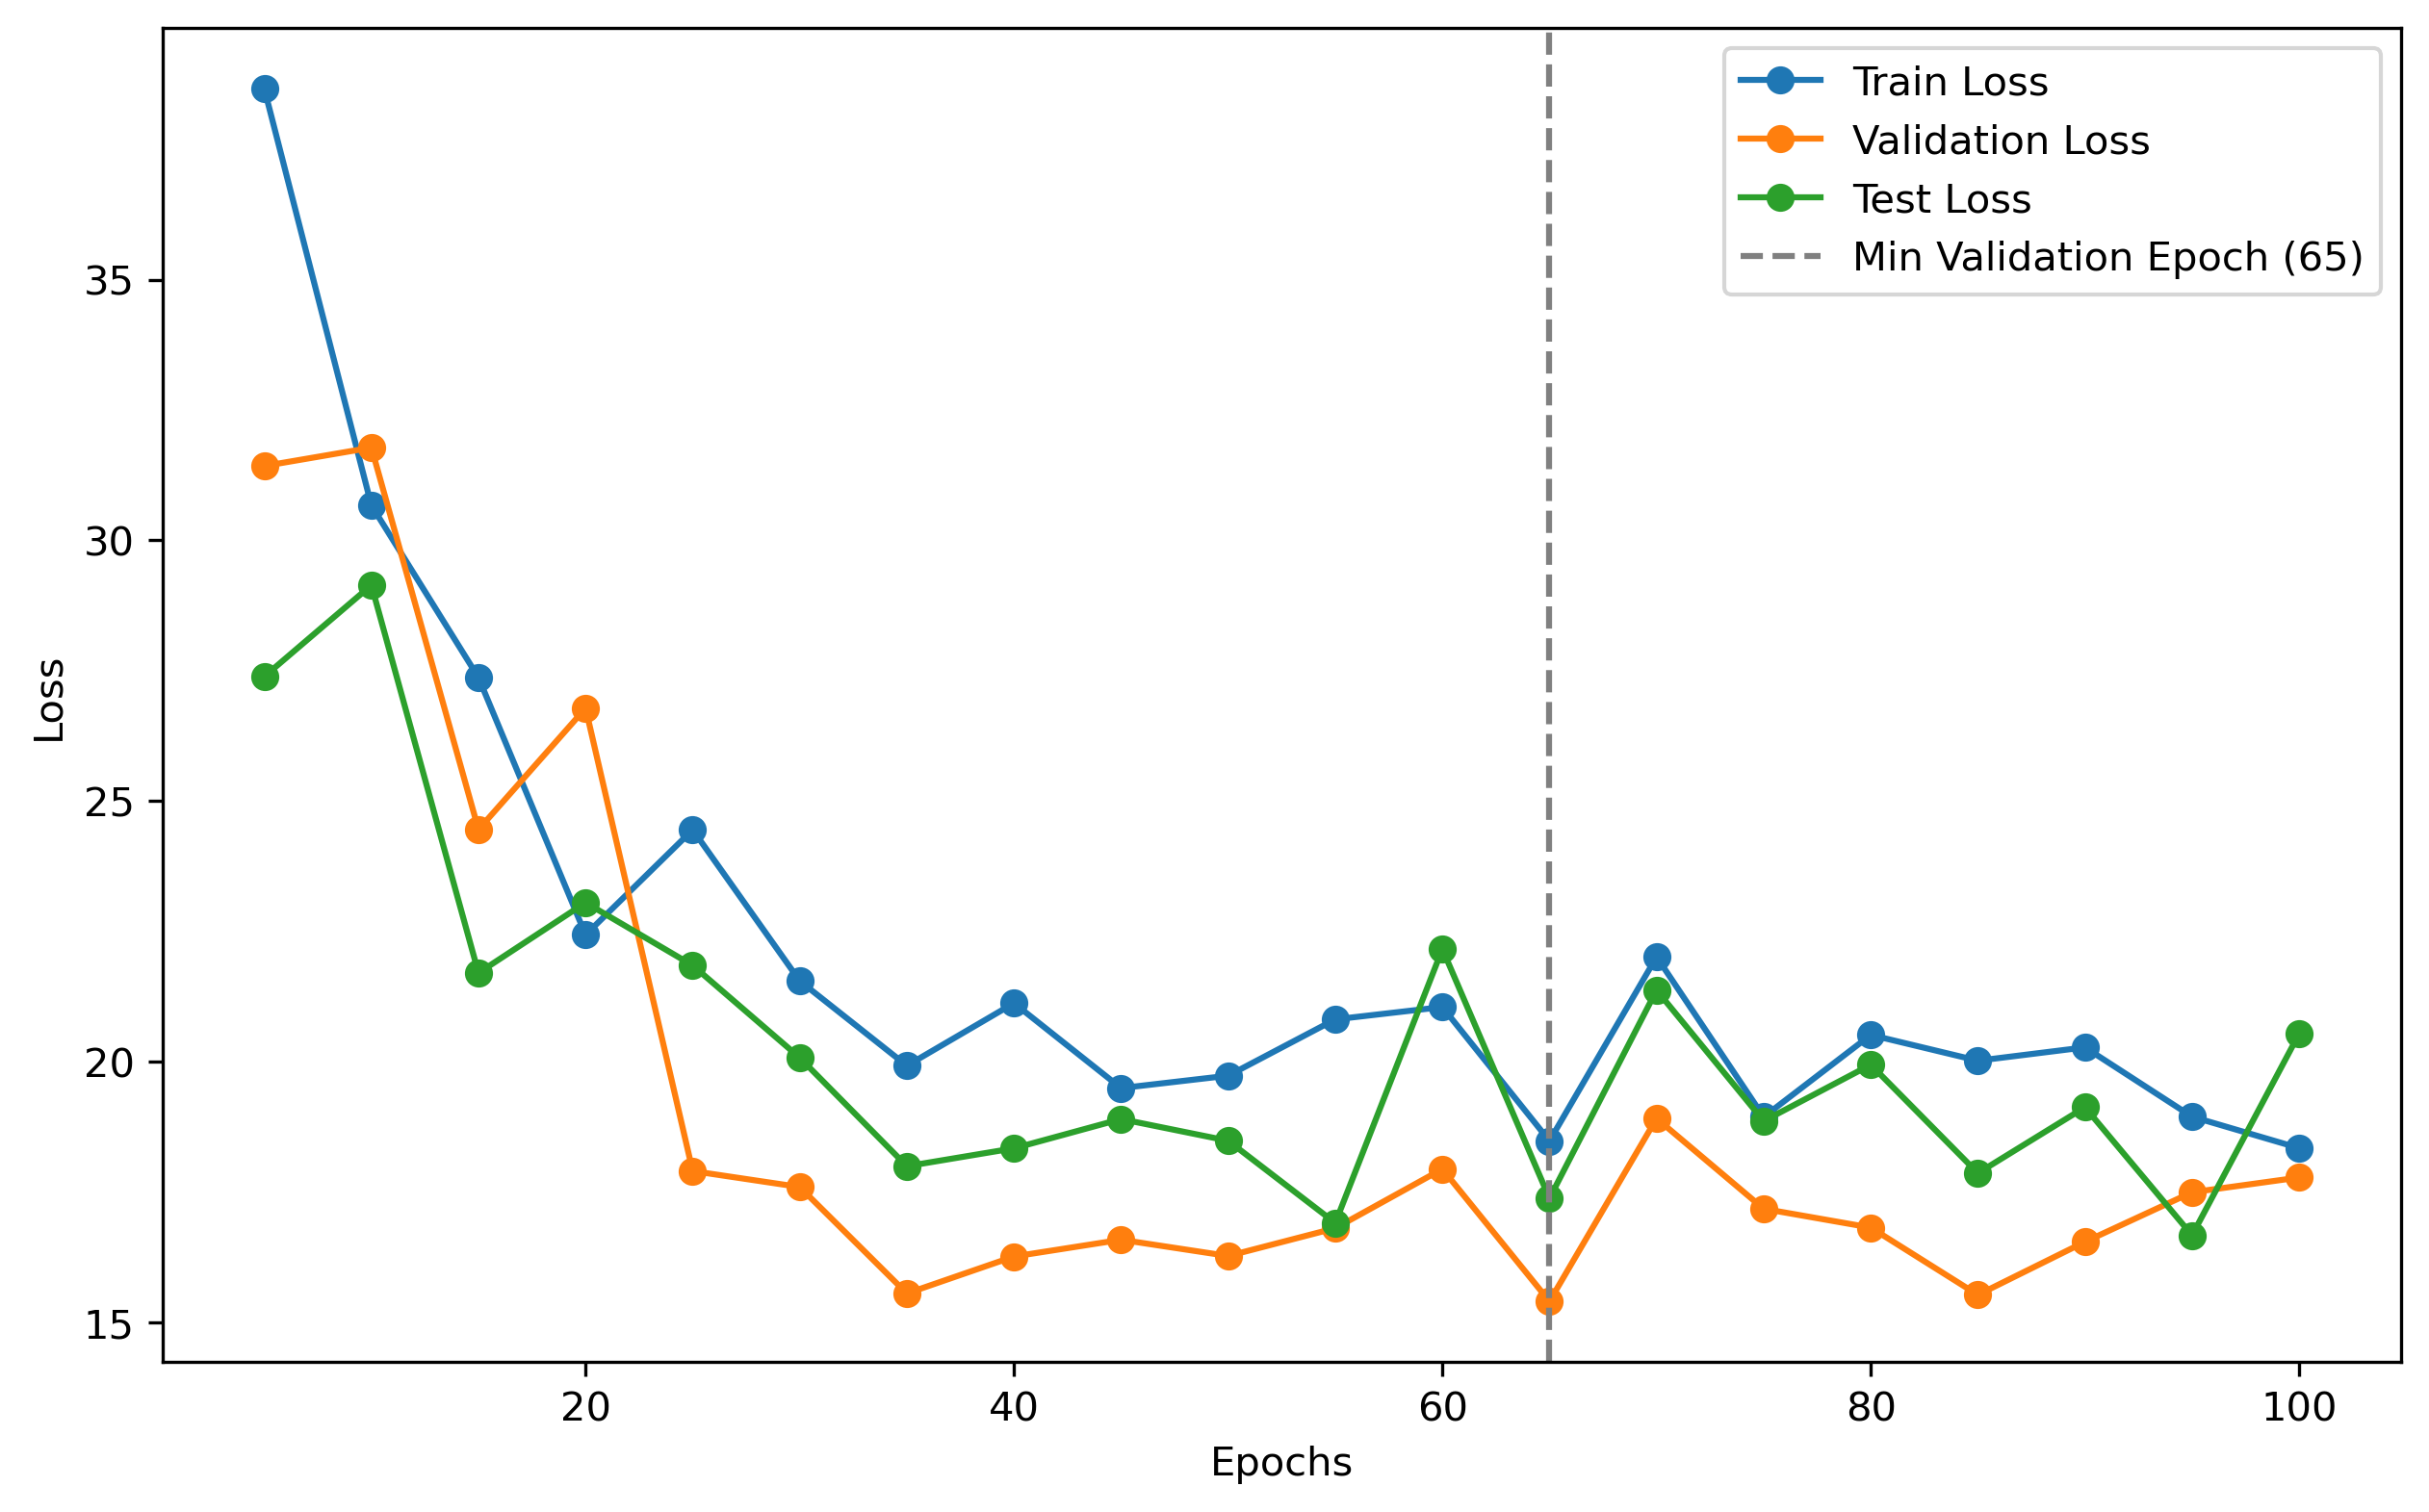 Train Loss
Validation Loss
Test Loss
Min Validation Epoch (65)
35
30
25
20
15
Loss
20 40 60 80 100
Epochs